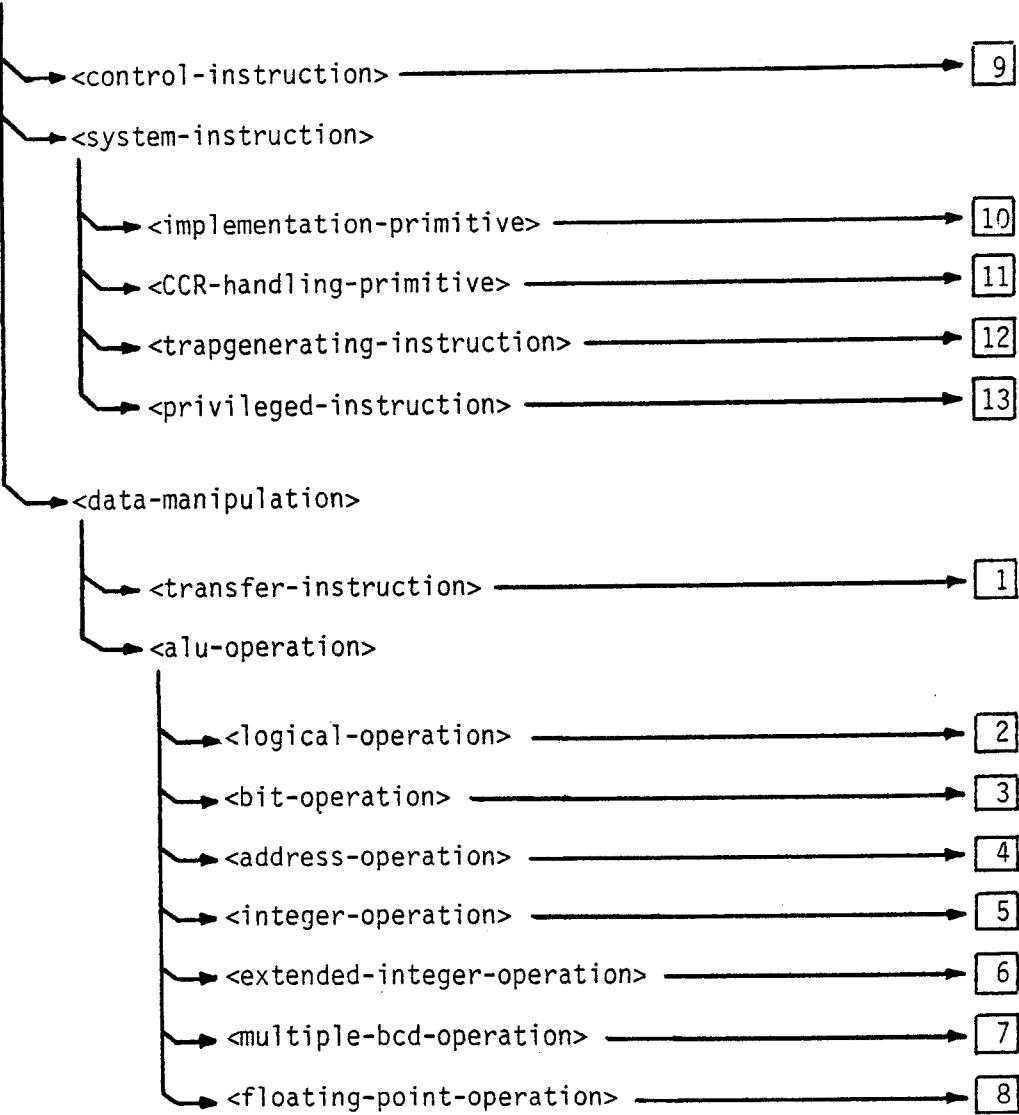 <control-instruction> 9
<system-instruction>
<implementation-primitive> 10
<CCR-handling-primitive> 11
<trapgenerating-instruction> 12
<privileged-instruction> 13
<data-manipulation>
<transfer-instruction> 1
<alu-operation>
<logical-operation> 2
<bit-operation> 3
<address-operation> 4
<integer-operation> 5
<extended-integer-operation> 6
<multiple-bcd-operation> 7
<floating-point-operation> 8